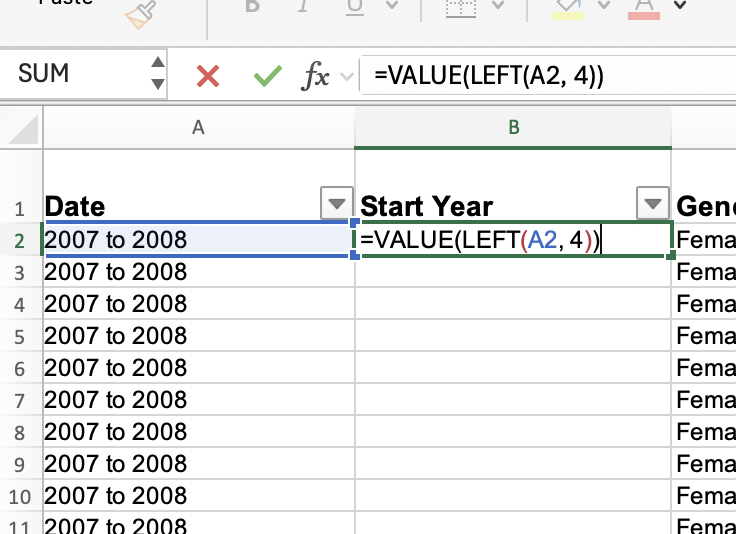 Paste B I U A
SUM fx =VALUE(LEFT(A2, 4))
A B
1 Date Start Year Gen
2 2007 to 2008 =VALUE(LEFT(A2, 4)) Fema
3 2007 to 2008 Fema
4 2007 to 2008 Fema
5 2007 to 2008 Fema
6 2007 to 2008 Fema
7 2007 to 2008 Fema
8 2007 to 2008 Fema
9 2007 to 2008 Fema
10 2007 to 2008 Fema
11 2007 to 2008 Fema